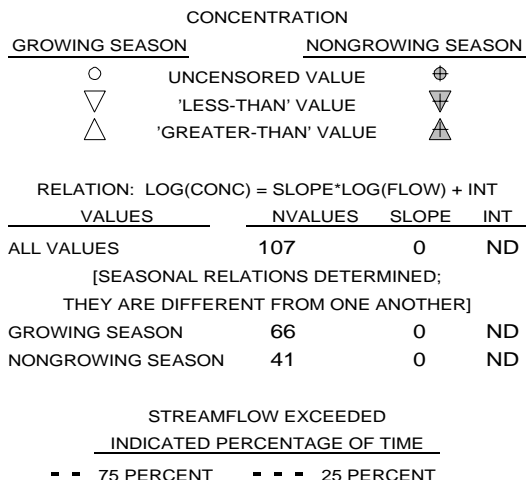 CONCENTRATION
GROWING SEASON NONGROWING SEASON
UNCENSORED VALUE
'LESS-THAN' VALUE
'GREATER-THAN' VALUE
RELATION: LOG(CONC) = SLOPE*LOG(FLOW) + INT
VALUES NVALUES SLOPE INT
ALL VALUES 107 0 ND
[SEASONAL RELATIONS DETERMINED;
THEY ARE DIFFERENT FROM ONE ANOTHER]
GROWING SEASON 66 0 ND
NONGROWING SEASON 41 0 ND
STREAMFLOW EXCEEDED
INDICATED PERCENTAGE OF TIME
75 PERCENT 25 PERCENT